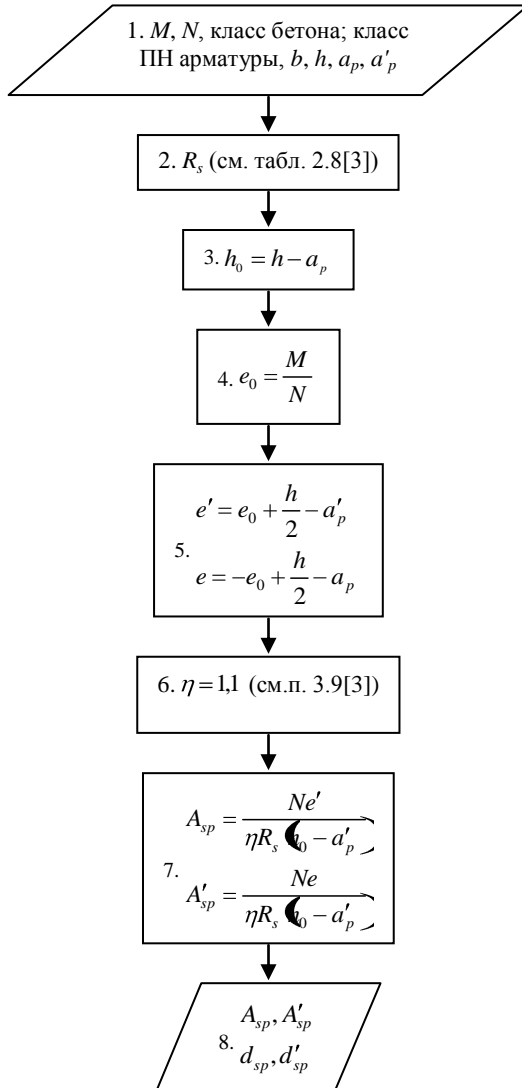 1. M, N, класс бетона; класс
ПН арматуры, b, h, a_p, a'_p
2. R_s (см. табл. 2.8[3])
3. h_0 = h − a_p
4. e_0 = M/N
e' = e_0 + h/2 − a'_p
5.
e = −e_0 + h/2 − a_p
6. η = 1,1 (см.п. 3.9[3])
A_sp = Ne' / ηR_s (h_0 − a'_p)
7.
A'_sp = Ne / ηR_s (h_0 − a'_p)
A_sp, A'_sp
8.
d_sp, d'_sp